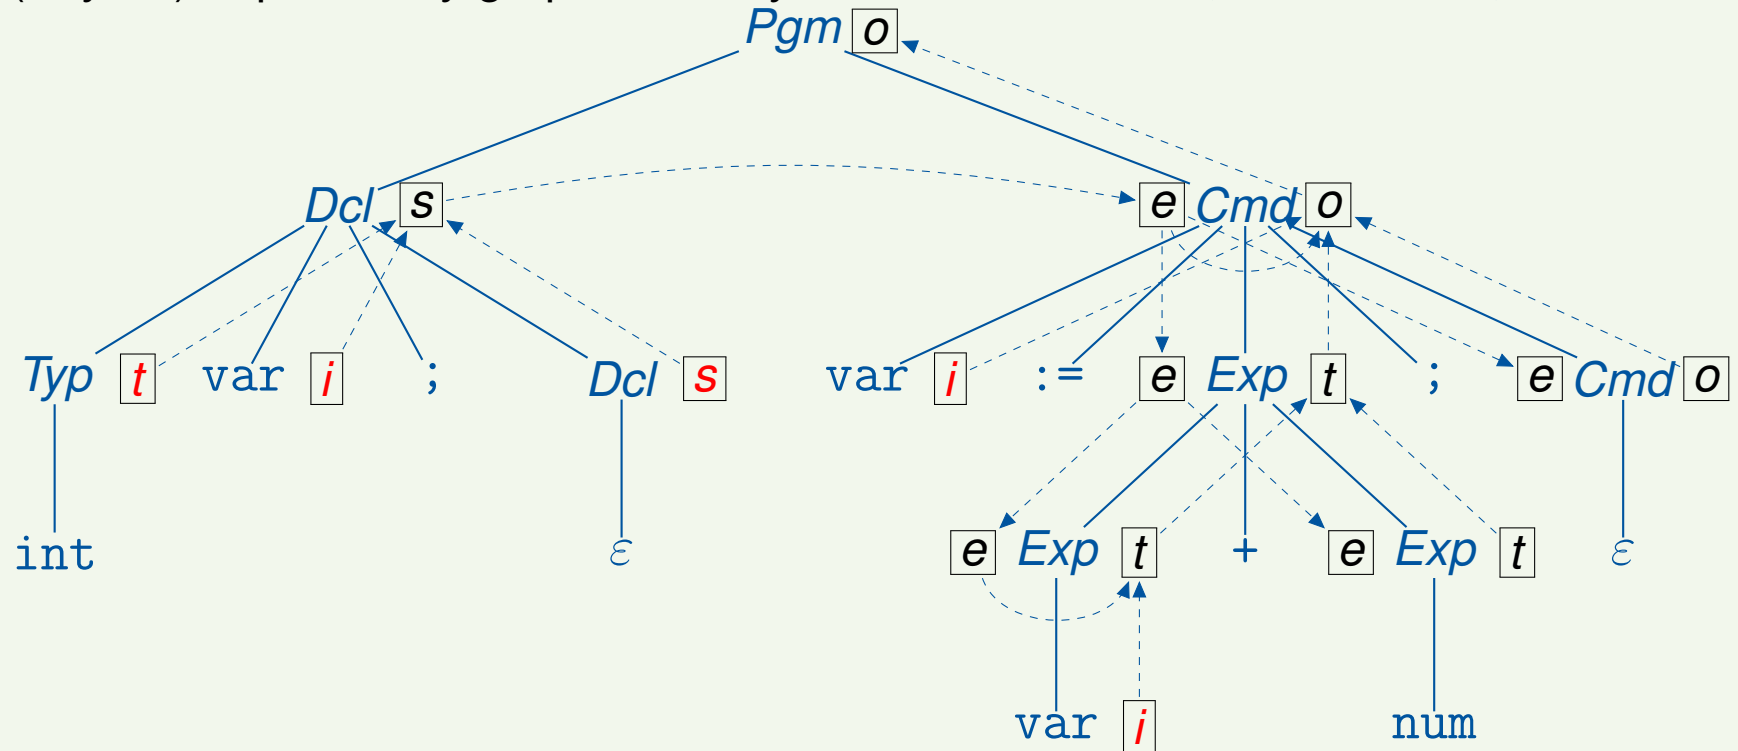 Pgm o
Dcl s e Cmd o
Typ t var i ; Dcl s var i := e Exp t ; e Cmd o
int ε e Exp t + e Exp t ε
var i num